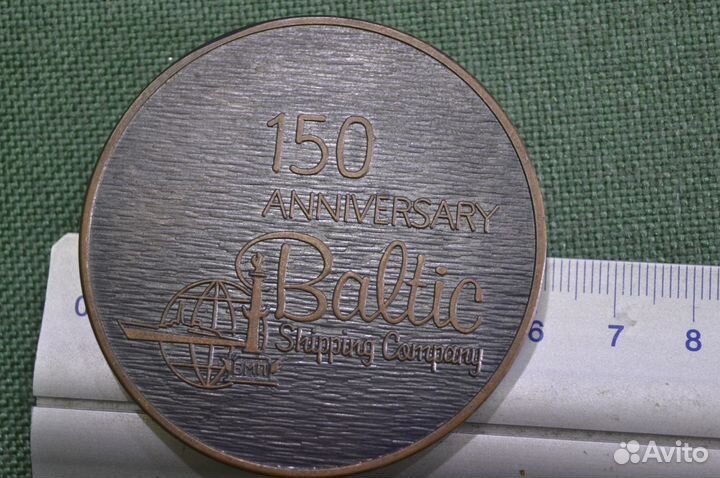 150
ANNIVERSARY
Baltic
Shipping Company
БМП
0 6 7 8
Avito